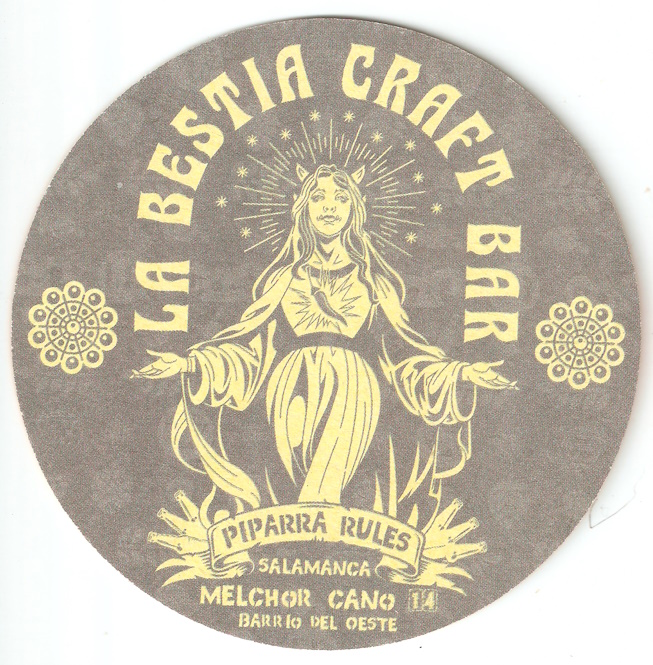 LA BESTIA CRAFT BAR
PIPARRA RULES
SALAMANCA
MELCHOR CANO 14
BARRIO DEL OESTE